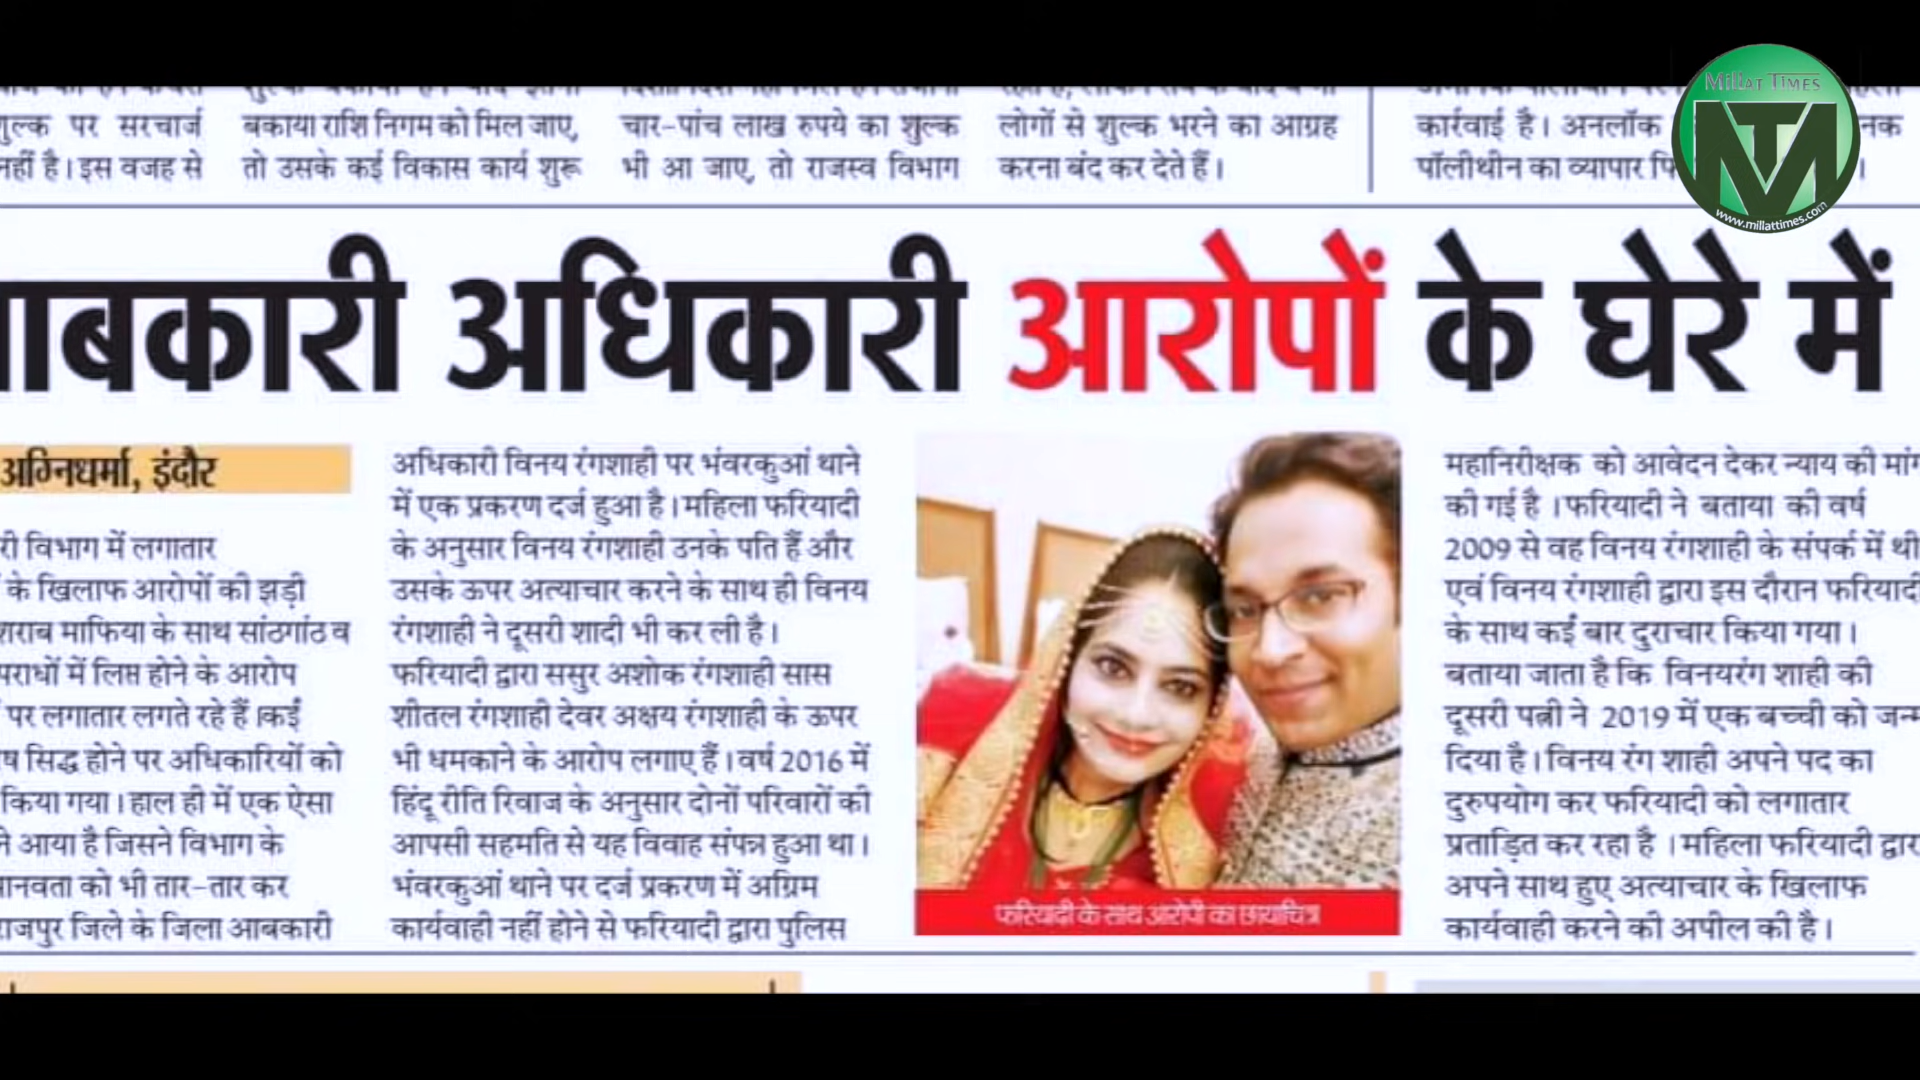 शुल्क पर सरचार्ज
नहीं है। इस वजह से
बकाया राशि निगम को मिल जाए,
तो उसके कई विकास कार्य शुरू
चार-पांच लाख रुपये का शुल्क
भी आ जाए, तो राजस्व विभाग
लोगों से शुल्क भरने का आग्रह
करना बंद कर देते हैं।
कार्रवाई है। अनलॉक
पॉलीथीन का व्यापार
MILLAT TIMES
MT
www.millattimes.com
आबकारी अधिकारी आरोपों के घेरे में
अग्निधर्मा, इंदौर
री विभाग में लगातार
के खिलाफ आरोपों की झड़ी
शराब माफिया के साथ सांठगांठ व
पराधों में लिप्त होने के आरोप
पर लगातार लगते रहे हैं।कईं
ष सिद्ध होने पर अधिकारियों को
किया गया। हाल ही में एक ऐसा
ने आया है जिसने विभाग के
मानवता को भी तार-तार कर
राजपुर जिले के जिला आबकारी
अधिकारी विनय रंगशाही पर भंवरकुआं थाने
में एक प्रकरण दर्ज हुआ है। महिला फरियादी
के अनुसार विनय रंगशाही उनके पति हैं और
उसके ऊपर अत्याचार करने के साथ ही विनय
रंगशाही ने दूसरी शादी भी कर ली है।
फरियादी द्वारा ससुर अशोक रंगशाही सास
शीतल रंगशाही देवर अक्षय रंगशाही के ऊपर
भी धमकाने के आरोप लगाए हैं। वर्ष 2016 में
हिंदू रीति रिवाज के अनुसार दोनों परिवारों की
आपसी सहमति से यह विवाह संपन्न हुआ था।
भंवरकुआं थाने पर दर्ज प्रकरण में अग्रिम
कार्यवाही नहीं होने से फरियादी द्वारा पुलिस
फरियादी के साथ आरोपी का छायाचित्र
महानिरीक्षक को आवेदन देकर न्याय की मांग
की गई है । फरियादी ने बताया की वर्ष
2009 से वह विनय रंगशाही के संपर्क में थी
एवं विनय रंगशाही द्वारा इस दौरान फरियादी
के साथ कईं बार दुराचार किया गया।
बताया जाता है कि विनयरंग शाही की
दूसरी पत्नी ने 2019 में एक बच्ची को जन्म
दिया है। विनय रंग शाही अपने पद का
दुरुपयोग कर फरियादी को लगातार
प्रताड़ित कर रहा है । महिला फरियादी द्वारा
अपने साथ हुए अत्याचार के खिलाफ
कार्यवाही करने की अपील की है।